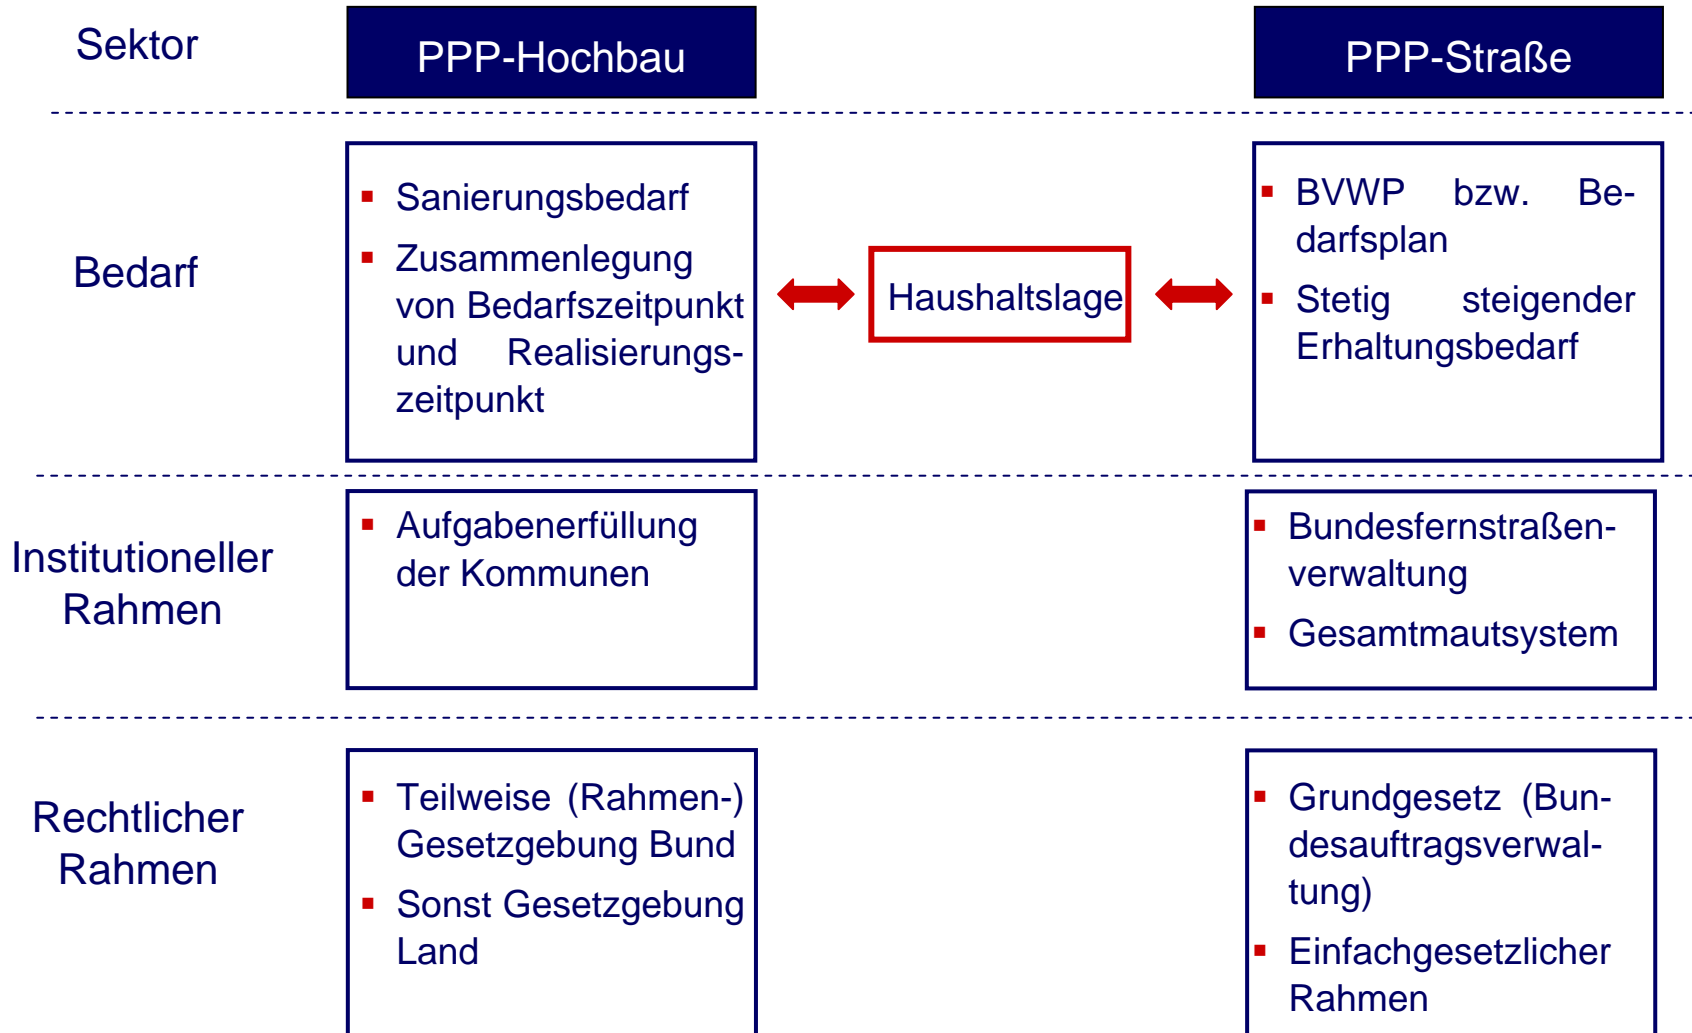 Sektor
PPP-Hochbau
PPP-Straße
Bedarf
Sanierungsbedarf
Zusammenlegung
von Bedarfszeitpunkt
und Realisierungs-
zeitpunkt
Haushaltslage
BVWP bzw. Be-
darfsplan
Stetig steigender
Erhaltungsbedarf
Institutioneller
Rahmen
Aufgabenerfüllung
der Kommunen
Bundesfernstraßen-
verwaltung
Gesamtmautsystem
Rechtlicher
Rahmen
Teilweise (Rahmen-)
Gesetzgebung Bund
Sonst Gesetzgebung
Land
Grundgesetz (Bun-
desauftragsverwal-
tung)
Einfachgesetzlicher
Rahmen